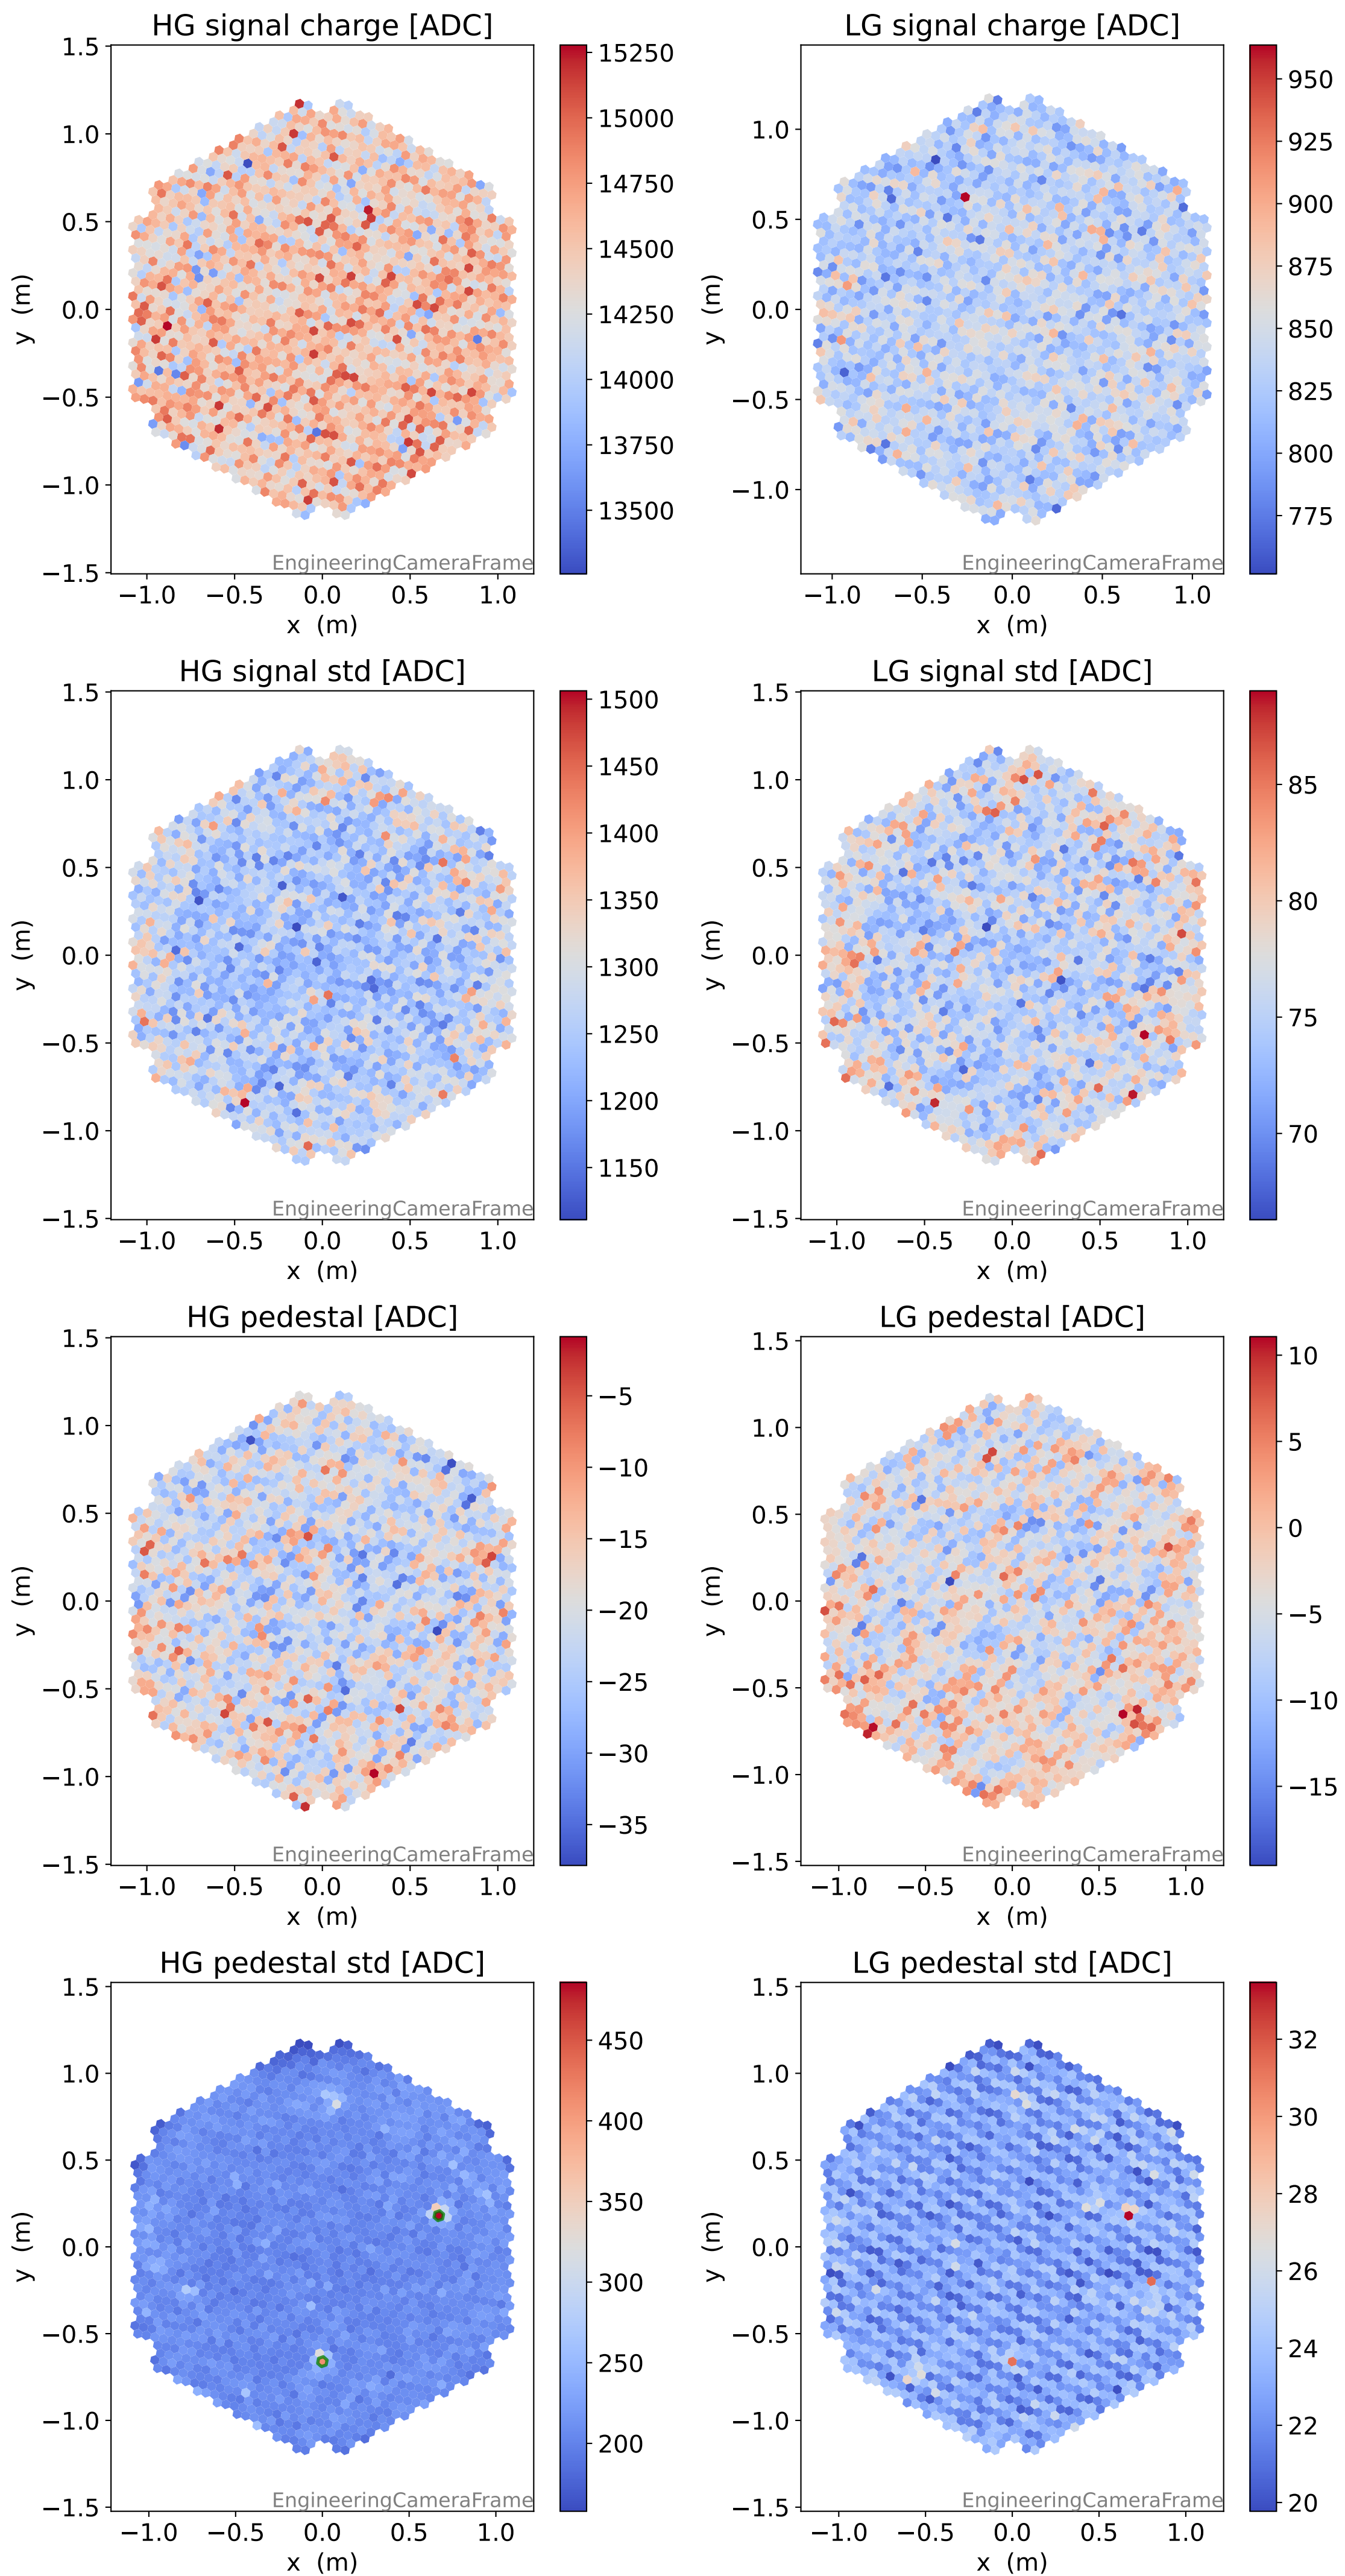 HG signal charge [ADC]
1.5
1.0
0.5
0.0
−0.5
−1.0
−1.5
y (m)
−1.0 −0.5 0.0 0.5 1.0
x (m)
EngineeringCameraFrame
15250
15000
14750
14500
14250
14000
13750
13500
LG signal charge [ADC]
1.0
0.5
0.0
−0.5
−1.0
y (m)
−1.0 −0.5 0.0 0.5 1.0
x (m)
EngineeringCameraFrame
950
925
900
875
850
825
800
775
HG signal std [ADC]
1.5
1.0
0.5
0.0
−0.5
−1.0
−1.5
y (m)
−1.0 −0.5 0.0 0.5 1.0
x (m)
EngineeringCameraFrame
1500
1450
1400
1350
1300
1250
1200
1150
LG signal std [ADC]
1.5
1.0
0.5
0.0
−0.5
−1.0
−1.5
y (m)
−1.0 −0.5 0.0 0.5 1.0
x (m)
EngineeringCameraFrame
85
80
75
70
HG pedestal [ADC]
1.5
1.0
0.5
0.0
−0.5
−1.0
−1.5
y (m)
−1.0 −0.5 0.0 0.5 1.0
x (m)
EngineeringCameraFrame
−5
−10
−15
−20
−25
−30
−35
LG pedestal [ADC]
1.5
1.0
0.5
0.0
−0.5
−1.0
−1.5
y (m)
−1.0 −0.5 0.0 0.5 1.0
x (m)
EngineeringCameraFrame
10
5
0
−5
−10
−15
HG pedestal std [ADC]
1.5
1.0
0.5
0.0
−0.5
−1.0
−1.5
y (m)
−1.0 −0.5 0.0 0.5 1.0
x (m)
EngineeringCameraFrame
450
400
350
300
250
200
LG pedestal std [ADC]
1.5
1.0
0.5
0.0
−0.5
−1.0
−1.5
y (m)
−1.0 −0.5 0.0 0.5 1.0
x (m)
EngineeringCameraFrame
32
30
28
26
24
22
20